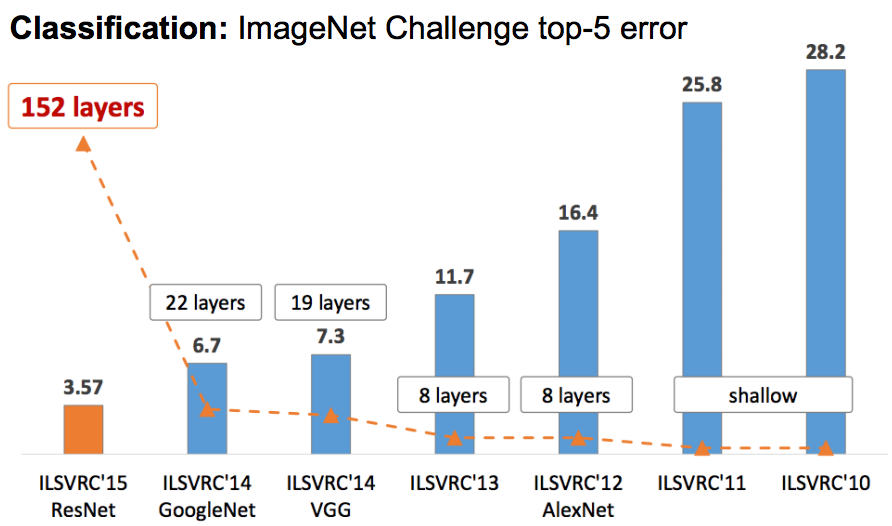 Classification: ImageNet Challenge top-5 error
28.2
25.8
152 layers
16.4
11.7
22 layers
19 layers
7.3
6.7
3.57
8 layers
8 layers
shallow
ILSVRC'15
ResNet
ILSVRC'14
GoogleNet
ILSVRC'14
VGG
ILSVRC'13
ILSVRC'12
AlexNet
ILSVRC'11
ILSVRC'10